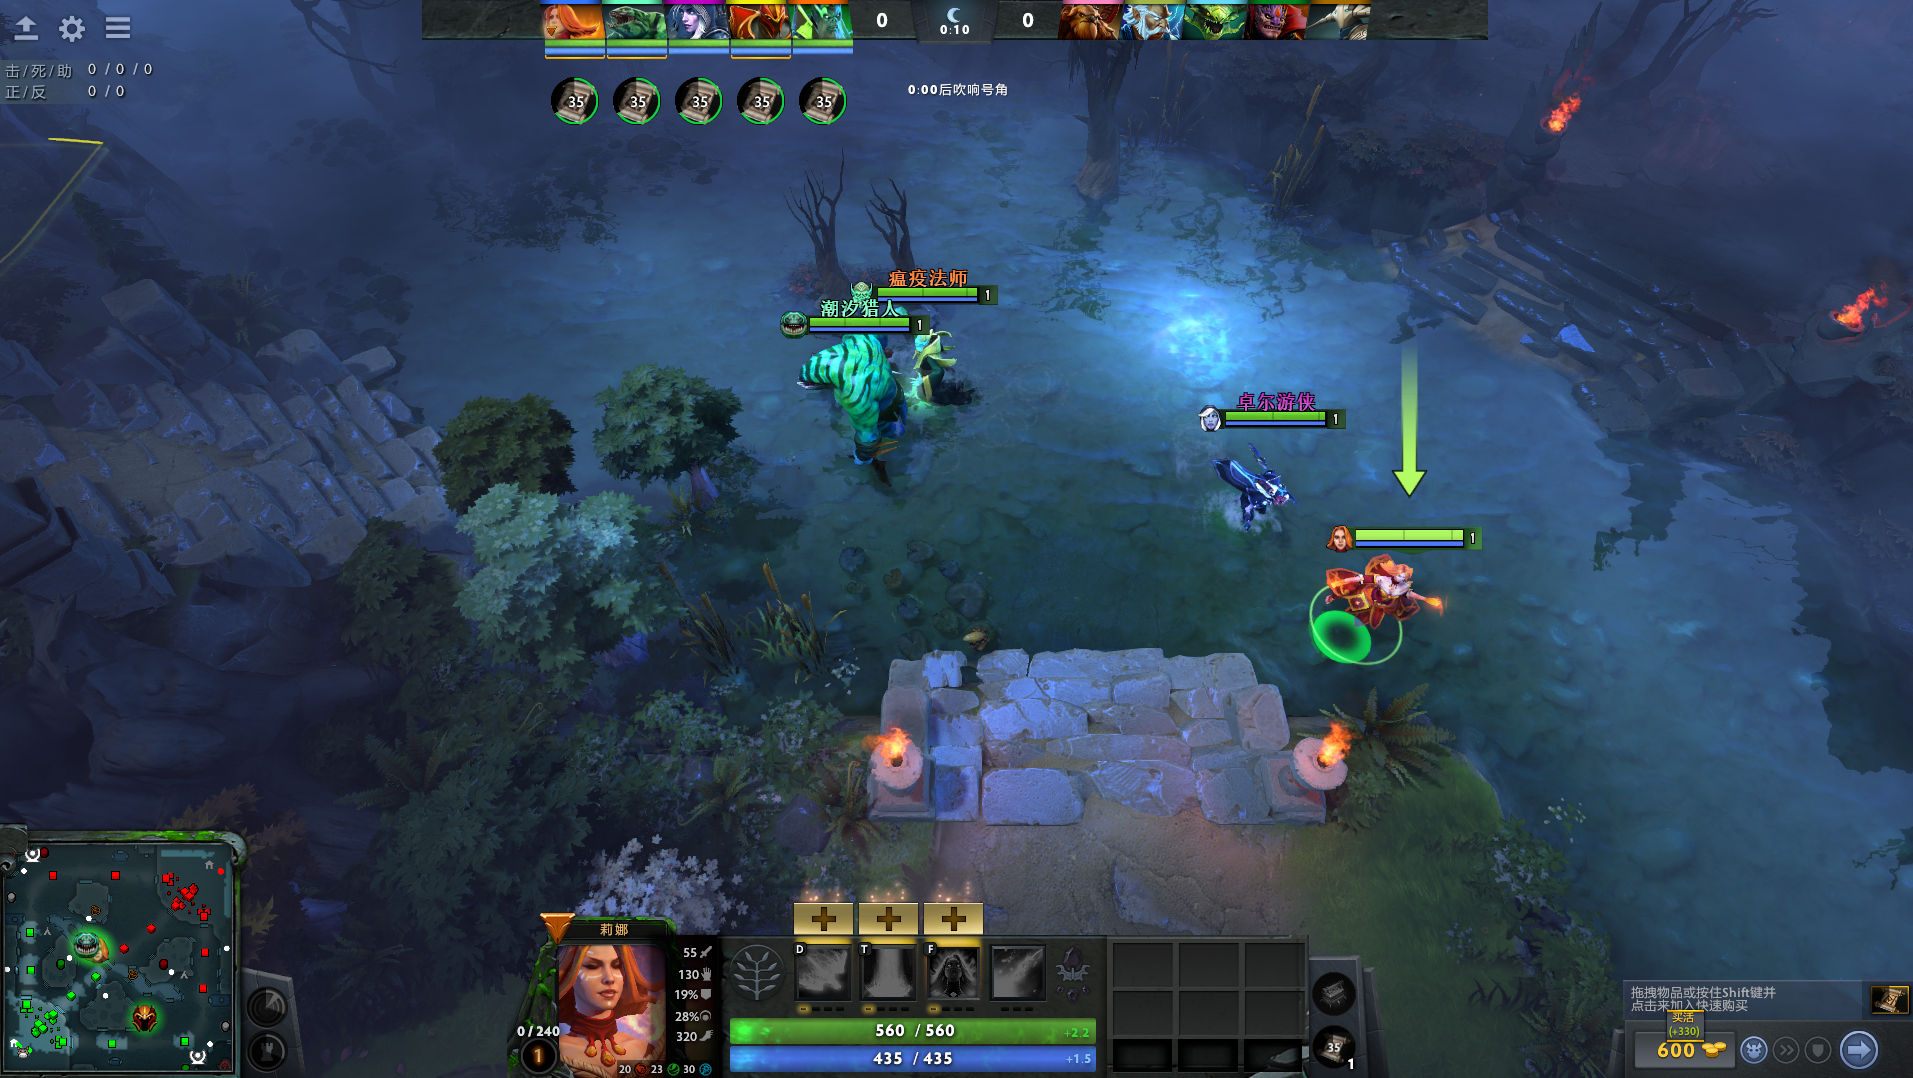 0
0:10
0
击/死/助 0 / 0 / 0
正/反 0 / 0
35
35
35
35
35
0:00后吹响号角
瘟疫法师
1
潮汐猎人
1
卓尔游侠
1
1
莉娜
55
130
19%
28%
320
0 / 240
1
20 23 30
D
T
F
560 / 560
+2.2
435 / 435
+1.5
35
1
拖拽物品或按住Shift键并
点击来加入快速购买
买活
(+330)
600